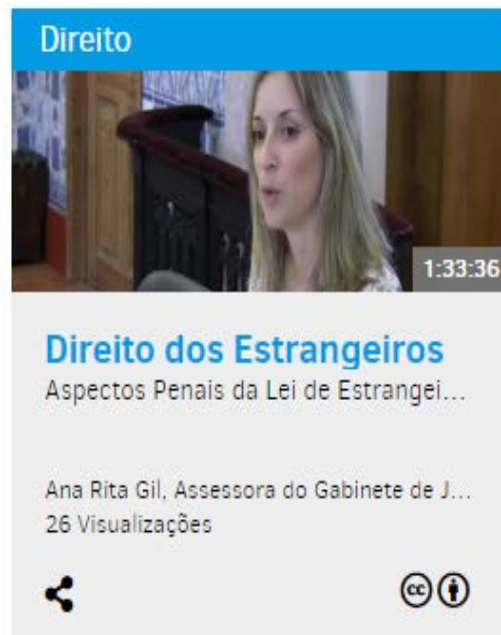 Direito
1:33:36
Direito dos Estrangeiros
Aspectos Penais da Lei de Estrangei...
Ana Rita Gil, Assessora do Gabinete de J...
26 Visualizações
cc